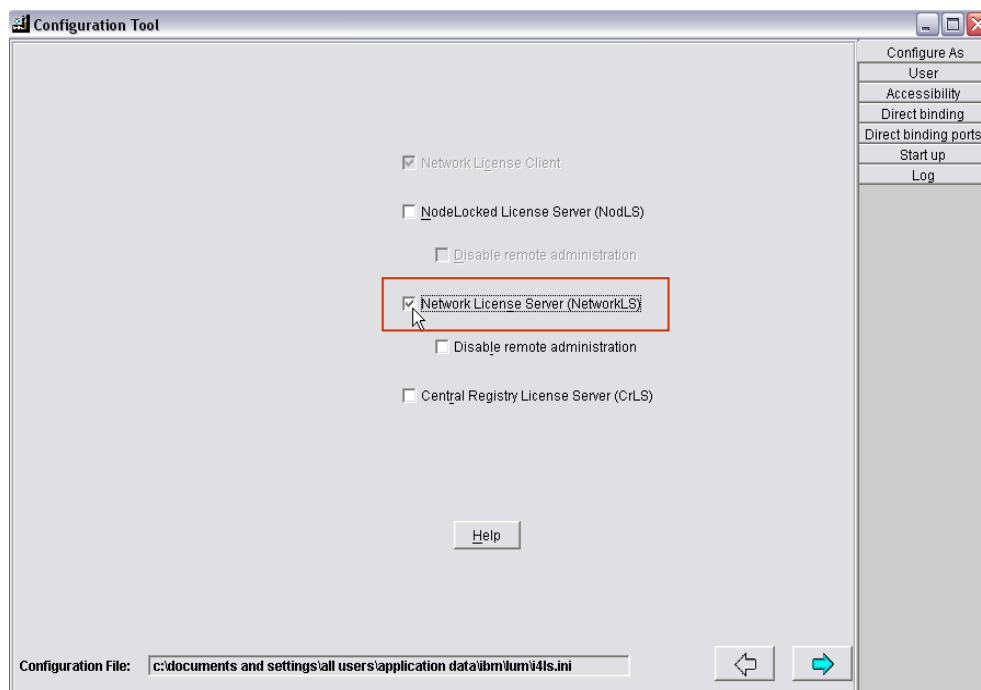 Configuration Tool
Configure As
User
Accessibility
Direct binding
Direct binding ports
Start up
Log
Network License Client
NodeLocked License Server (NodLS)
Disable remote administration
Network License Server (NetworkLS)
Disable remote administration
Central Registry License Server (CrLS)
Help
Configuration File: c:\documents and settings\all users\application data\ibm\lum\i4ls.ini